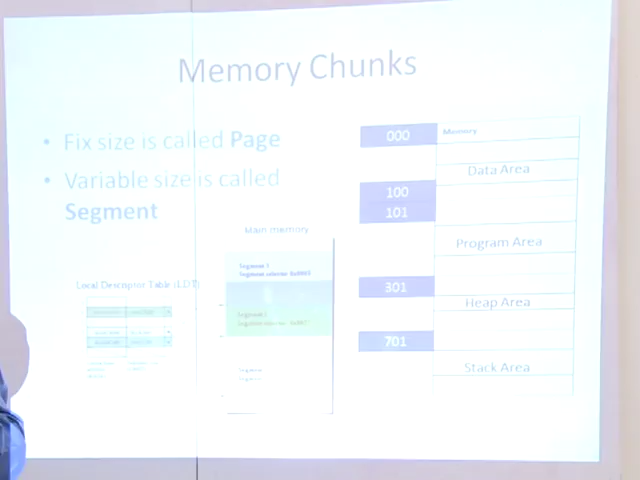 Memory Chunks
• Fix size is called Page
• Variable size is called
Segment
Main memory
Local Descriptor Table (LDT)
000
Memory
Data Area
100
101
Program Area
301
Heap Area
701
Stack Area